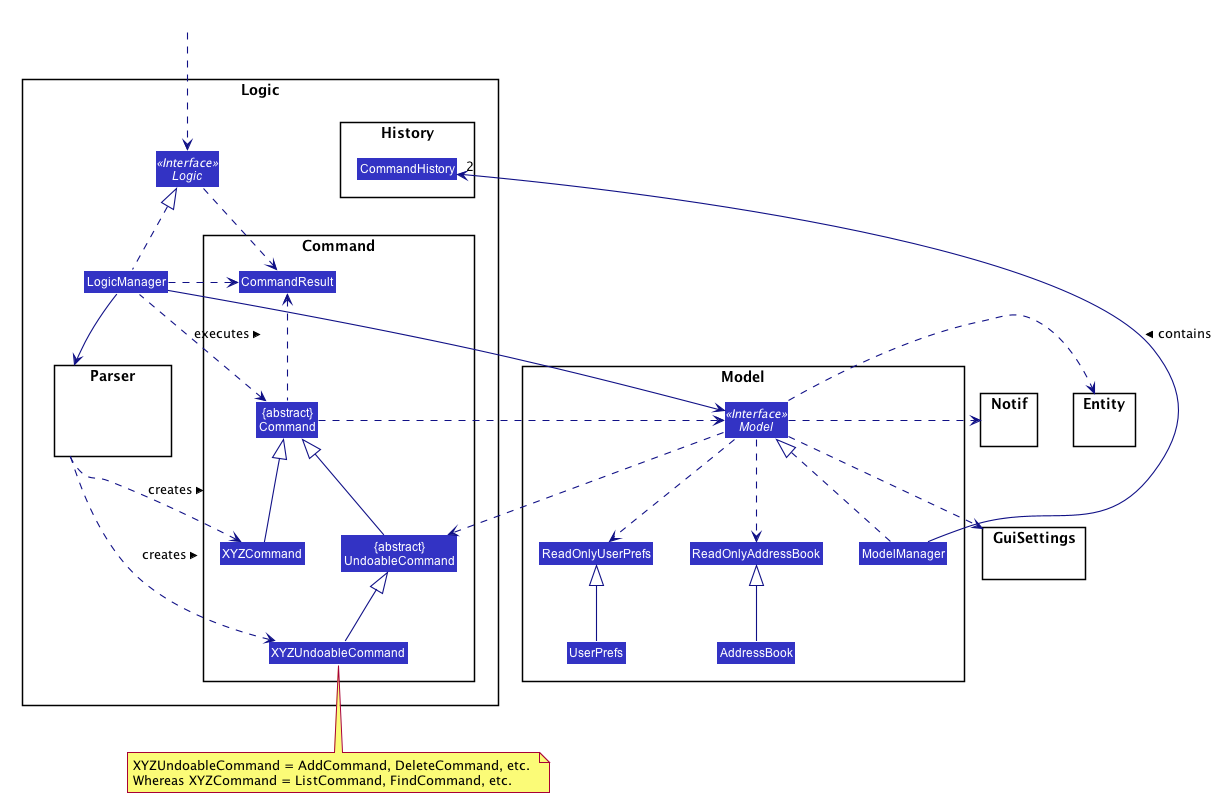 Logic
History
CommandHistory
2
«Interface»
Logic
Command
LogicManager
CommandResult
executes
contains
Parser
Model
{abstract}
Command
«Interface»
Model
Notif
Entity
creates
XYZCommand
{abstract}
UndoableCommand
ReadOnlyUserPrefs
ReadOnlyAddressBook
ModelManager
GuiSettings
creates
XYZUndoableCommand
UserPrefs
AddressBook
XYZUndoableCommand = AddCommand, DeleteCommand, etc.
Whereas XYZCommand = ListCommand, FindCommand, etc.